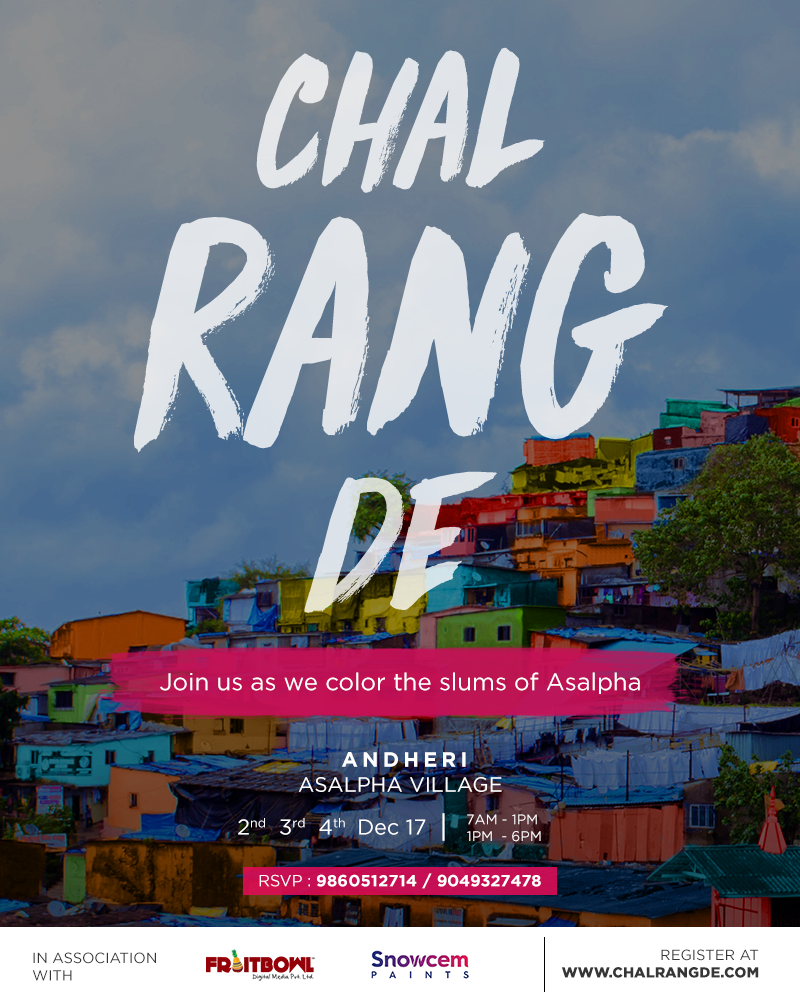 CHAL
RANG
DE
Join us as we color the slums of Asalpha
ANDHERI
ASALPHA VILLAGE
2nd 3rd 4th Dec 17
7AM - 1PM
1PM - 6PM
RSVP : 9860512714 / 9049327478
IN ASSOCIATION
WITH
FRUITBOWL
Digital Media Pvt. Ltd.
Snowcem
PAINTS
REGISTER AT
WWW.CHALRANGDE.COM